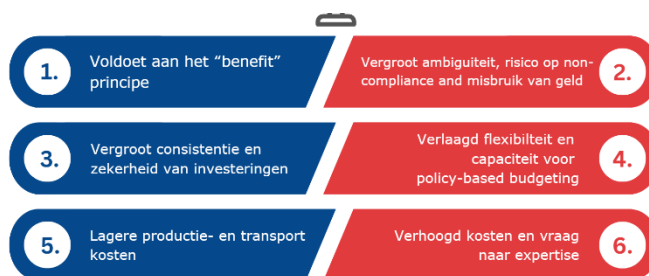 1.
Voldoet aan het “benefit”
principe
Vergroot ambiguiteit, risico op non-
compliance and misbruik van geld
2.
3.
Vergroot consistentie en
zekerheid van investeringen
Verlaagd flexibilteit en
capaciteit voor
policy-based budgeting
4.
5.
Lagere productie- en transport
kosten
Verhoogd kosten en vraag
naar expertise
6.